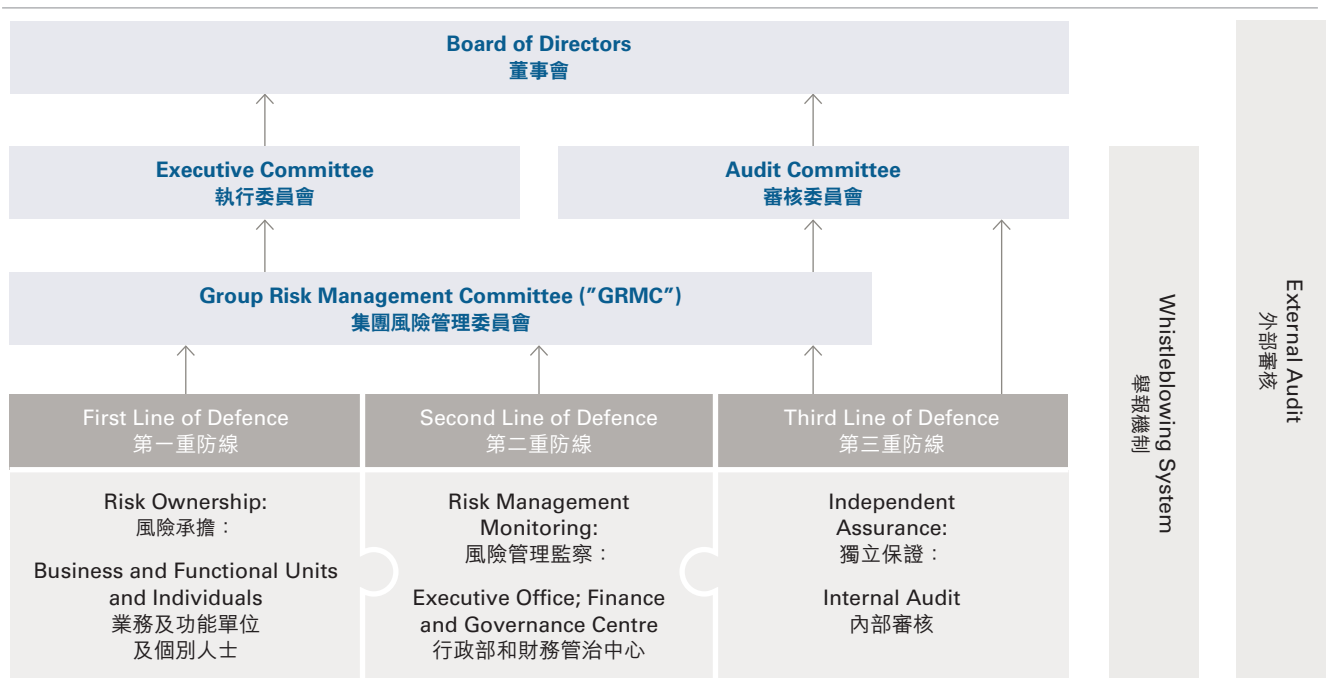 Board of Directors
董事會
Executive Committee
執行委員會
Audit Committee
審核委員會
Group Risk Management Committee (″GRMC″)
集團風險管理委員會
First Line of Defence
第一重防線
Second Line of Defence
第二重防線
Third Line of Defence
第三重防線
Risk Ownership:
風險承擔：
Business and Functional Units
and Individuals
業務及功能單位
及個別人士
Risk Management
Monitoring:
風險管理監察：
Executive Office; Finance
and Governance Centre
行政部和財務管治中心
Independent
Assurance:
獨立保證：
Internal Audit
內部審核
Whistleblowing System
舉報機制
External Audit
外部審核